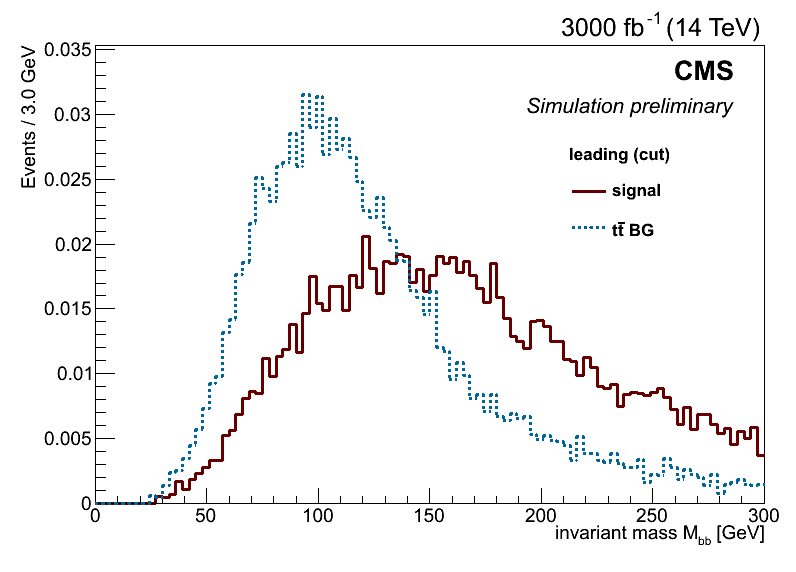 3000 fb-1 (14 TeV)
CMS
Simulation preliminary
leading (cut)
signal
tt̄ BG
Events / 3.0 GeV
0.035
0.03
0.025
0.02
0.015
0.01
0.005
0
0 50 100 150 200 250 300
invariant mass Mbb [GeV]